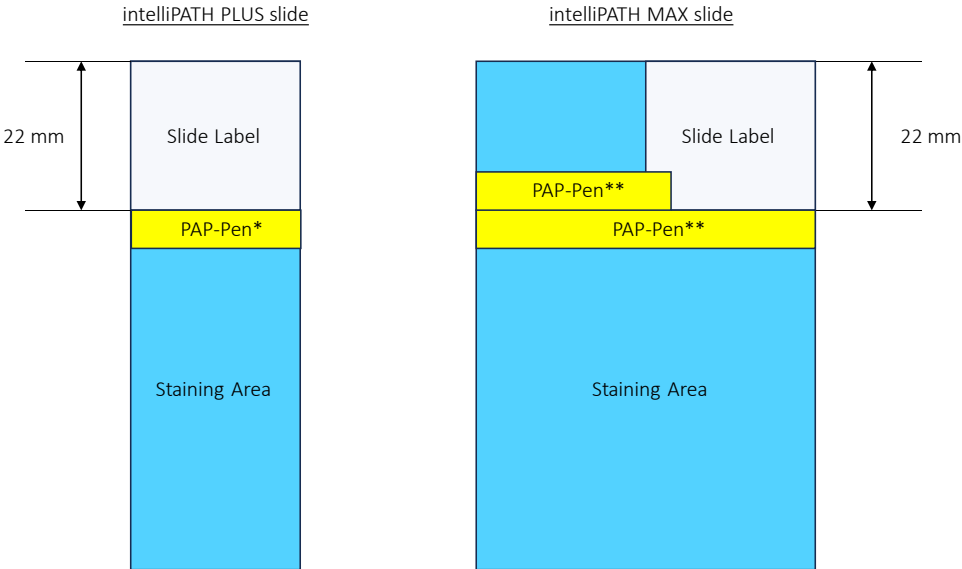 intelliPATH PLUS slide
intelliPATH MAX slide
22 mm
Slide Label
Slide Label
22 mm
PAP-Pen**
PAP-Pen*
PAP-Pen**
Staining Area
Staining Area